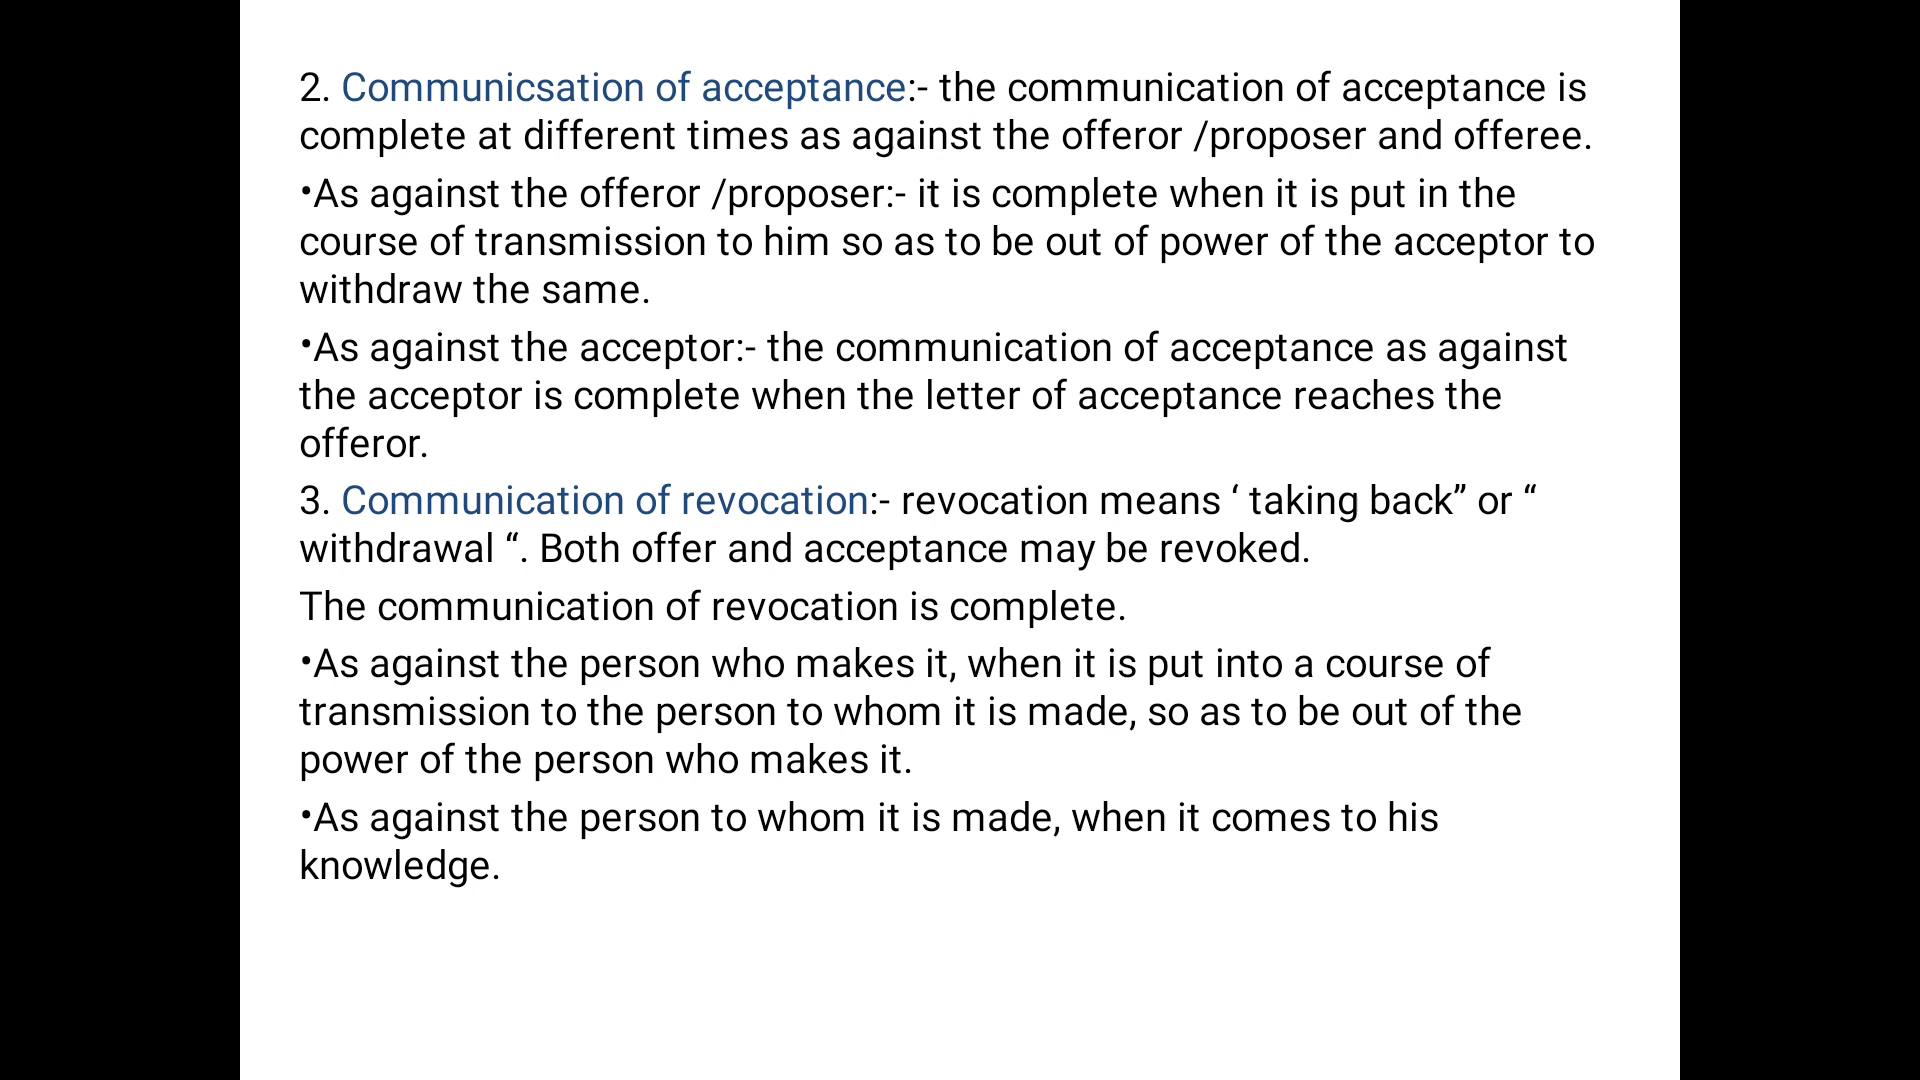 2. Communicsation of acceptance:- the communication of acceptance is
complete at different times as against the offeror /proposer and offeree.
•As against the offeror /proposer:- it is complete when it is put in the
course of transmission to him so as to be out of power of the acceptor to
withdraw the same.
•As against the acceptor:- the communication of acceptance as against
the acceptor is complete when the letter of acceptance reaches the
offeror.
3. Communication of revocation:- revocation means ‘ taking back” or “
withdrawal “. Both offer and acceptance may be revoked.
The communication of revocation is complete.
•As against the person who makes it, when it is put into a course of
transmission to the person to whom it is made, so as to be out of the
power of the person who makes it.
•As against the person to whom it is made, when it comes to his
knowledge.